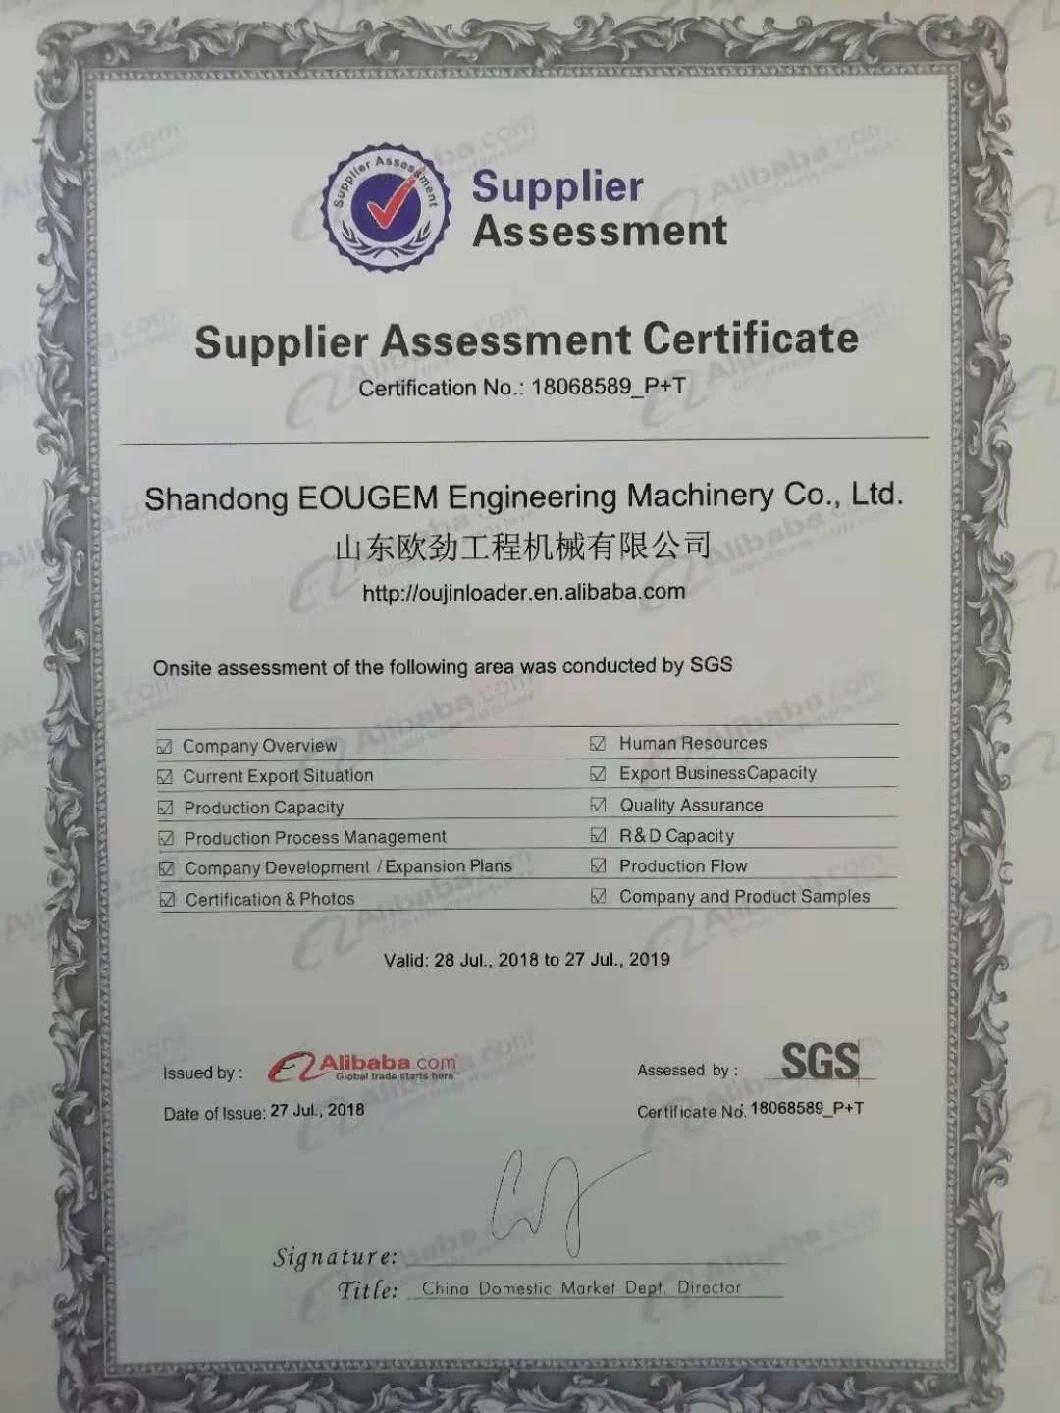 Supplier Assessment
Supplier
Assessment
Supplier Assessment Certificate
Certification No.: 18068589_P+T
Shandong EOUGEM Engineering Machinery Co., Ltd.
山东欧劲工程机械有限公司
http://oujinloader.en.alibaba.com
Onsite assessment of the following area was conducted by SGS
☑ Company Overview ☑ Human Resources
☑ Current Export Situation ☑ Export BusinessCapacity
☑ Production Capacity ☑ Quality Assurance
☑ Production Process Management ☑ R&D Capacity
☑ Company Development / Expansion Plans ☑ Production Flow
☑ Certification & Photos ☑ Company and Product Samples
Valid: 28 Jul., 2018 to 27 Jul., 2019
Issued by: Alibaba.com Assessed by: SGS
Global trade starts here
Date of Issue: 27 Jul., 2018 Certificate No. 18068589_P+T
Signature:
Title: China Domestic Market Dept. Director